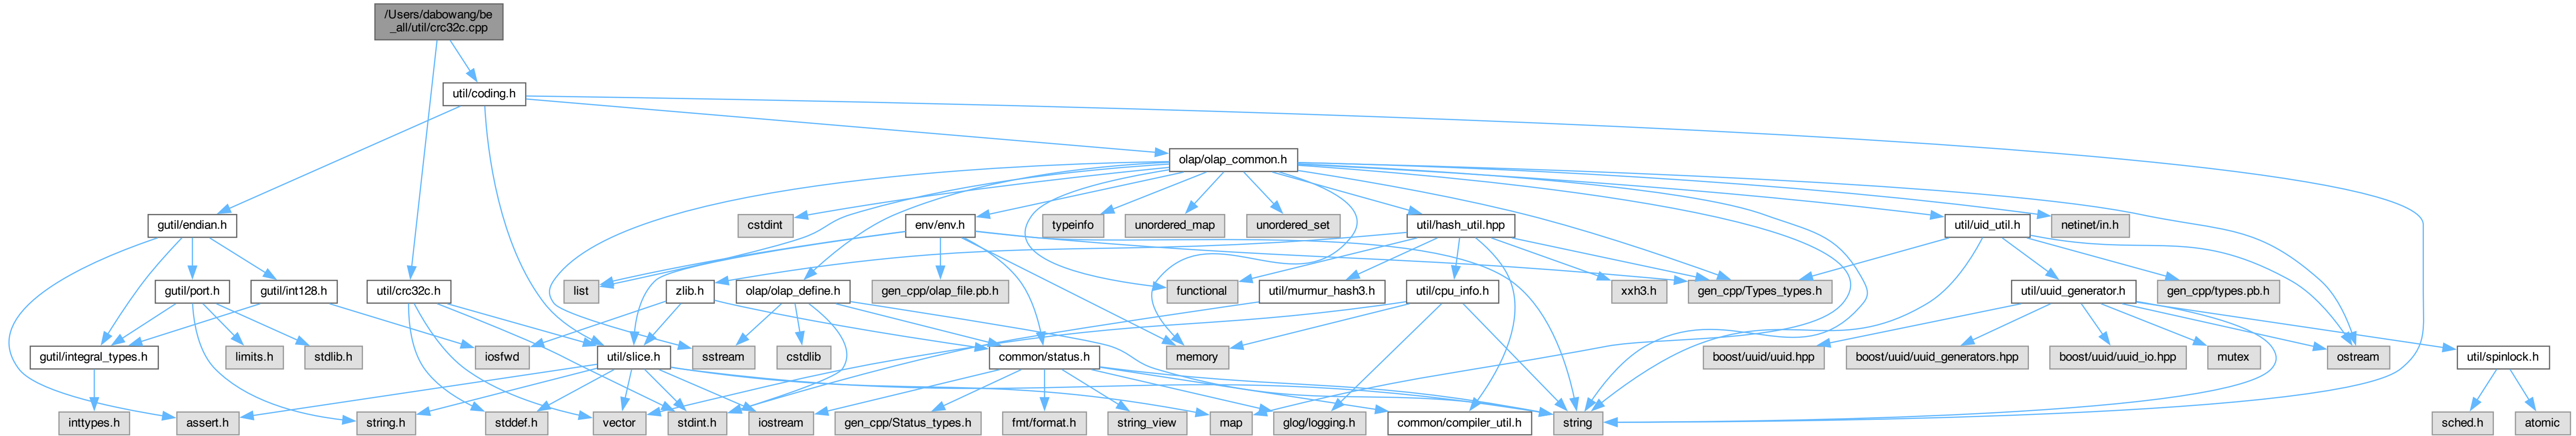 /Users/dabowang/be
_all/util/crc32c.cpp
util/coding.h
olap/olap_common.h
gutil/endian.h
cstdint
env/env.h
typeinfo
unordered_map
unordered_set
util/hash_util.hpp
util/uid_util.h
netinet/in.h
gutil/port.h
gutil/int128.h
util/crc32c.h
list
zlib.h
olap/olap_define.h
gen_cpp/olap_file.pb.h
functional
util/murmur_hash3.h
util/cpu_info.h
xxh3.h
gen_cpp/Types_types.h
util/uuid_generator.h
gen_cpp/types.pb.h
gutil/integral_types.h
limits.h
stdlib.h
iosfwd
util/slice.h
sstream
cstdlib
common/status.h
memory
boost/uuid/uuid.hpp
boost/uuid/uuid_generators.hpp
boost/uuid/uuid_io.hpp
mutex
ostream
util/spinlock.h
inttypes.h
assert.h
string.h
stddef.h
vector
stdint.h
iostream
gen_cpp/Status_types.h
fmt/format.h
string_view
map
glog/logging.h
common/compiler_util.h
string
sched.h
atomic